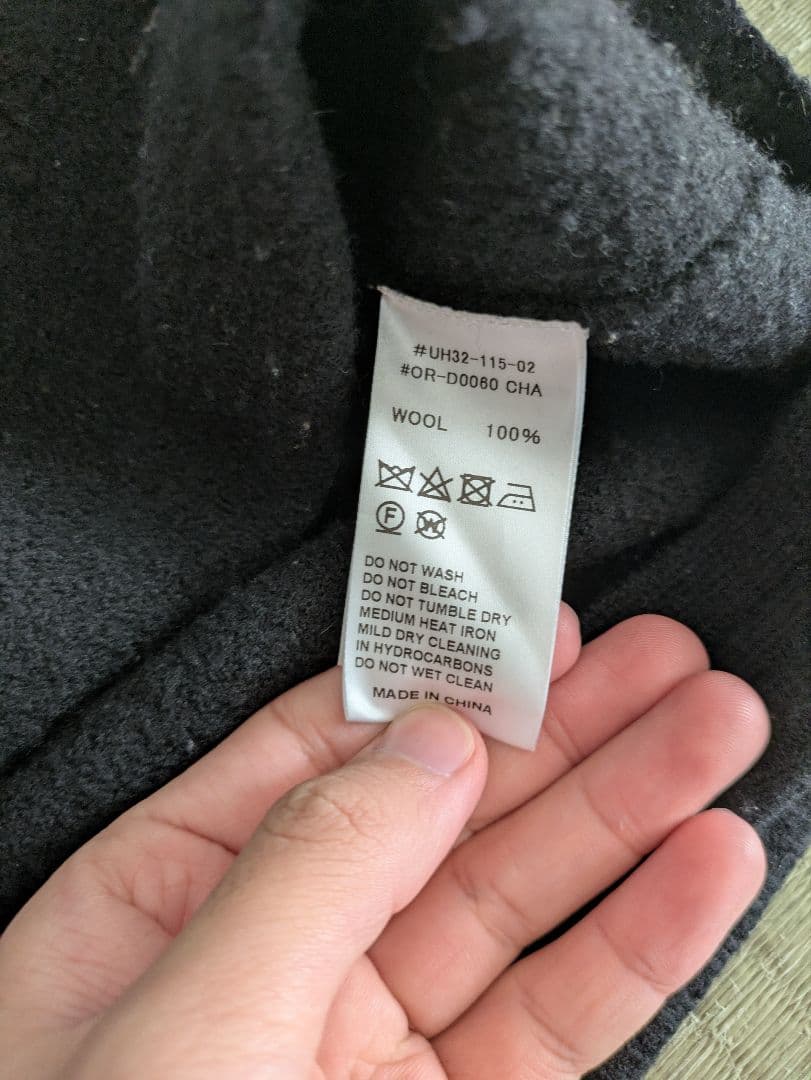 #UH32-115-02
#OR-D0060 CHA
WOOL 100%
F W
DO NOT WASH
DO NOT BLEACH
DO NOT TUMBLE DRY
MEDIUM HEAT IRON
MILD DRY CLEANING
IN HYDROCARBONS
DO NOT WET CLEAN
MADE IN CHINA